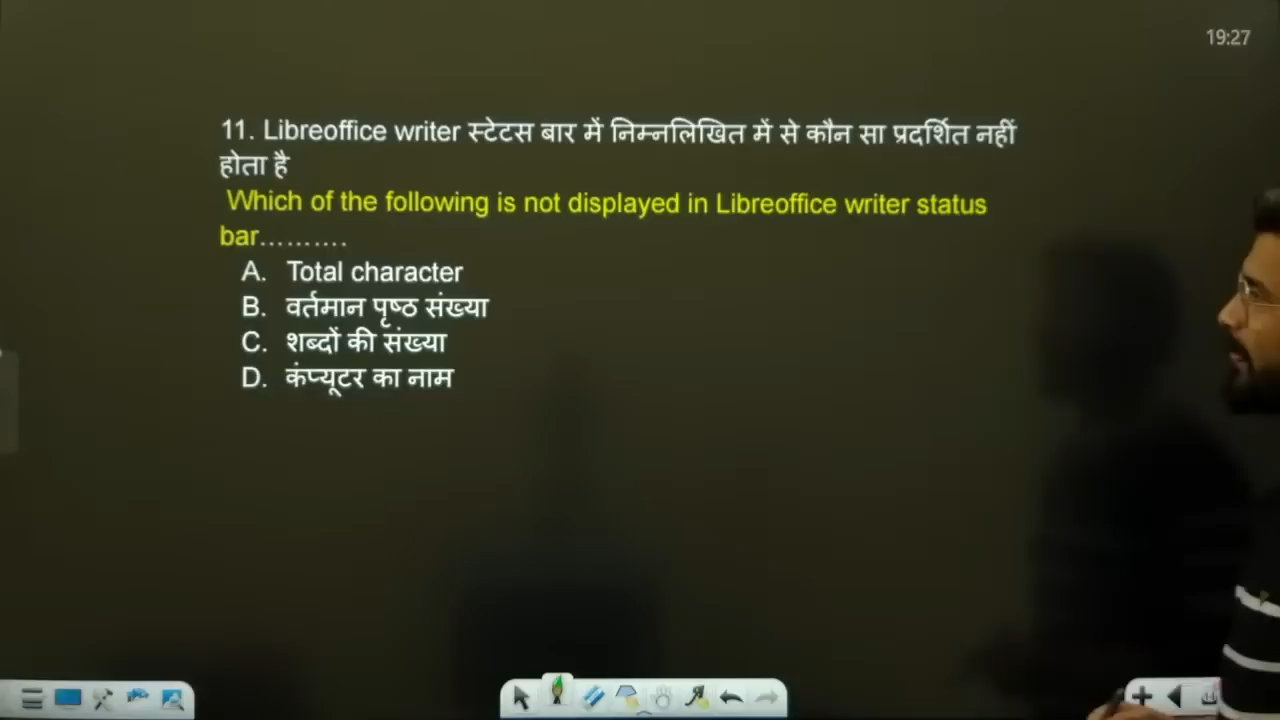 19:27
11. Libreoffice writer स्टेटस बार में निम्नलिखित में से कौन सा प्रदर्शित नहीं
होता है
Which of the following is not displayed in Libreoffice writer status
bar..........
A. Total character
B. वर्तमान पृष्ठ संख्या
C. शब्दों की संख्या
D. कंप्यूटर का नाम